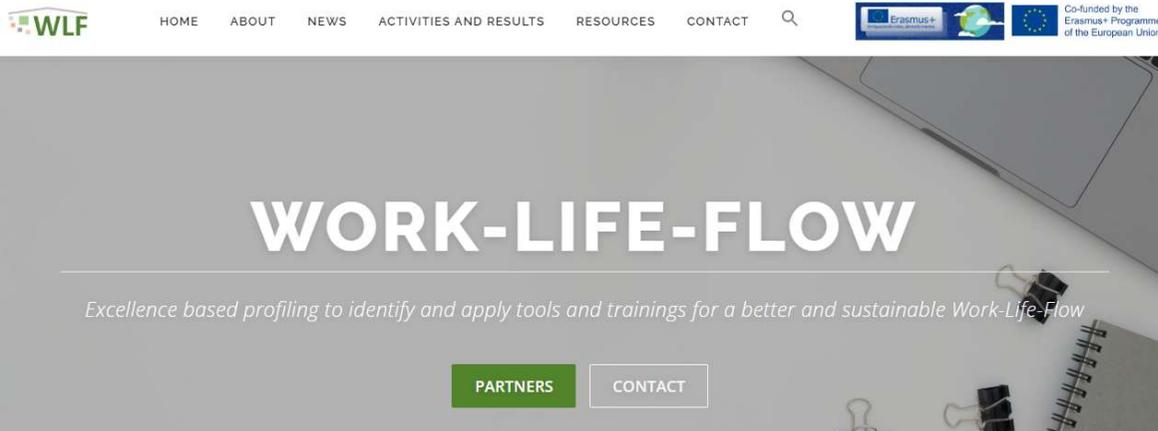 WLF
HOME ABOUT NEWS ACTIVITIES AND RESULTS RESOURCES CONTACT
Erasmus+
Co-funded by the
Erasmus+ Programme
of the European Union
WORK-LIFE-FLOW
Excellence based profiling to identify and apply tools and trainings for a better and sustainable Work-Life-Flow
PARTNERS CONTACT